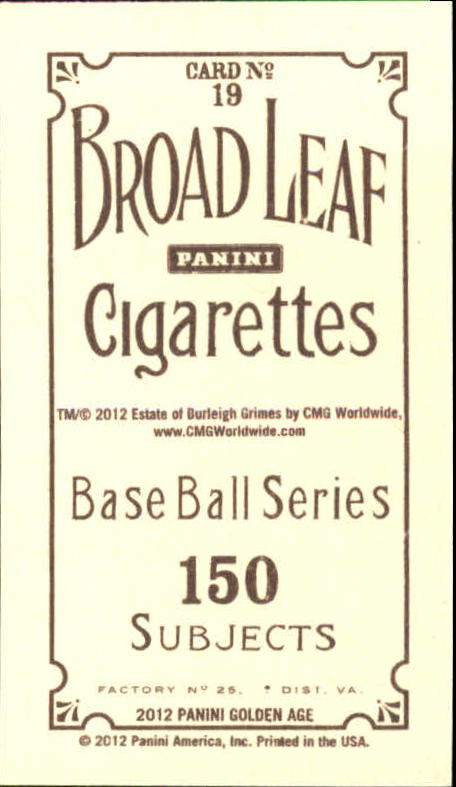 CARD Nº
19
BROAD LEAF
PANINI
Cigarettes
TM/© 2012 Estate of Burleigh Grimes by CMG Worldwide,
www.CMGWorldwide.com
Base Ball Series
150
SUBJECTS
FACTORY Nº 25. DIST. VA.
2012 PANINI GOLDEN AGE
© 2012 Panini America, Inc. Printed in the USA.